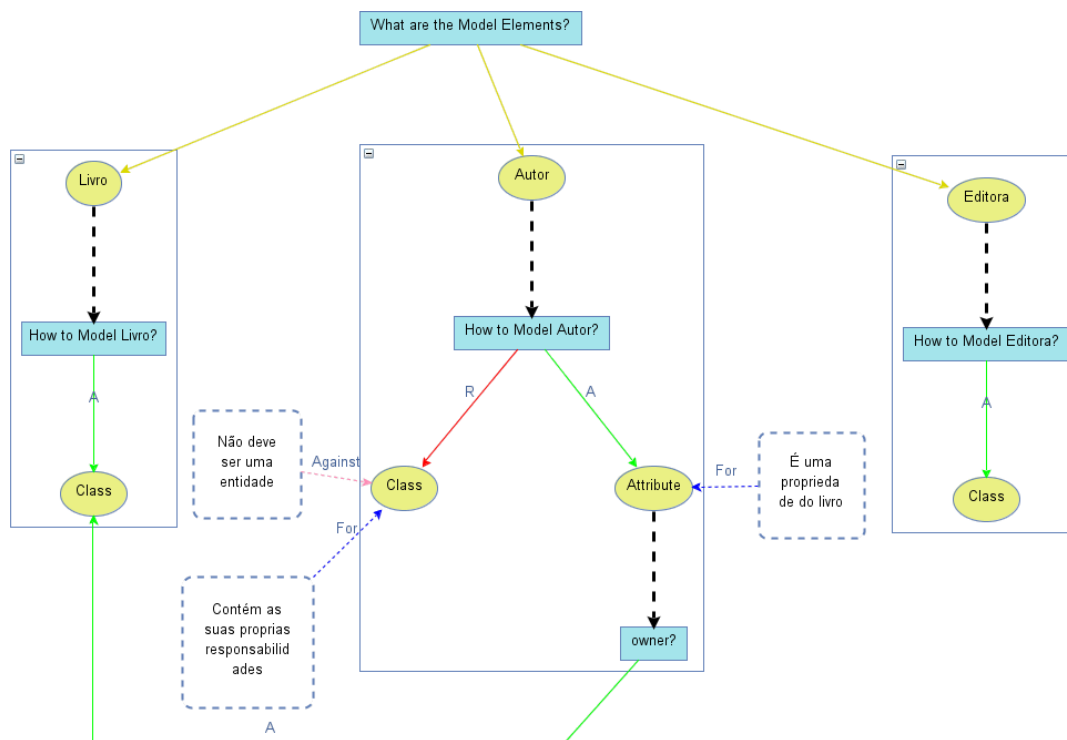 What are the Model Elements?
Livro
Autor
Editora
How to Model Livro?
How to Model Autor?
How to Model Editora?
A
R
A
A
Não deve
ser uma
entidade
Against
Class
For
Class
Attribute
For
É uma
proprieda
de do livro
Class
Contém as
suas proprias
responsabilid
ades
owner?
A